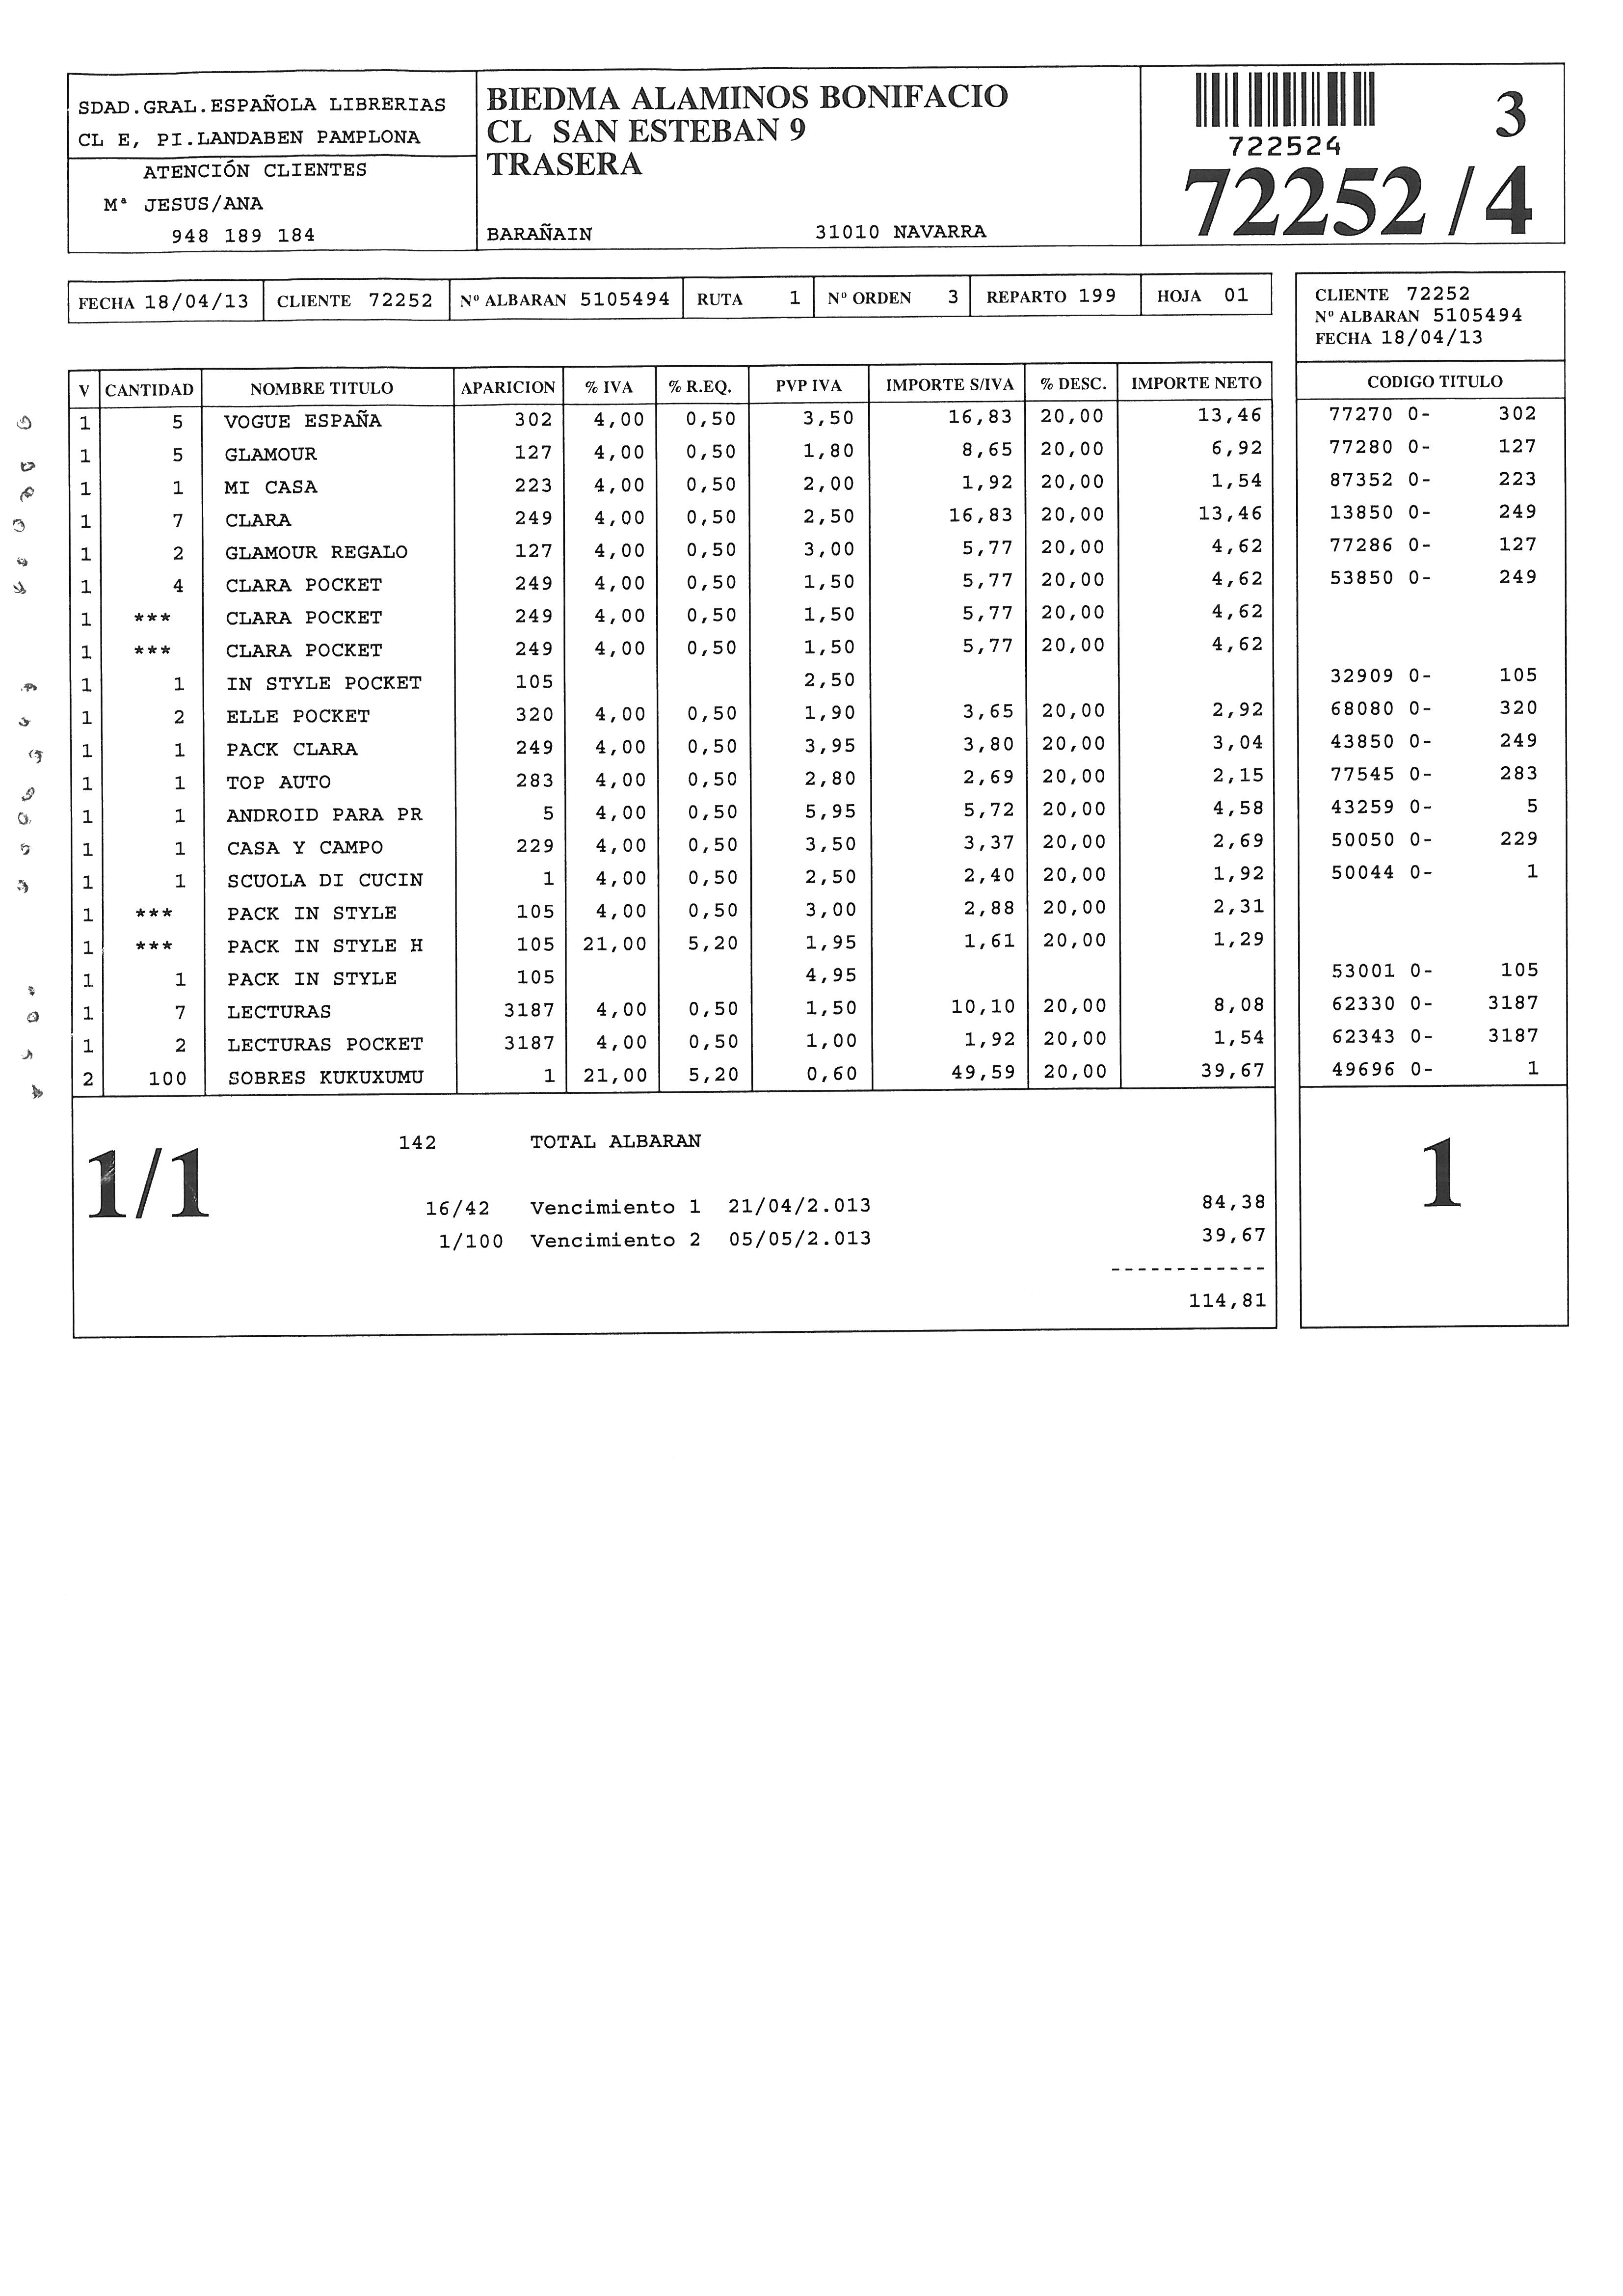 SDAD.GRAL.ESPAÑOLA LIBRERIAS
CL E, PI.LANDABEN PAMPLONA
ATENCIÓN CLIENTES
Mª JESUS/ANA
948 189 184
BIEDMA ALAMINOS BONIFACIO
CL SAN ESTEBAN 9
TRASERA
BARAÑAIN 31010 NAVARRA
722524
3
72252/4
FECHA 18/04/13 CLIENTE 72252 Nº ALBARAN 5105494 RUTA 1 Nº ORDEN 3 REPARTO 199 HOJA 01
CLIENTE 72252
Nº ALBARAN 5105494
FECHA 18/04/13
V CANTIDAD NOMBRE TITULO APARICION % IVA % R.EQ. PVP IVA IMPORTE S/IVA % DESC. IMPORTE NETO CODIGO TITULO
1 5 VOGUE ESPAÑA 302 4,00 0,50 3,50 16,83 20,00 13,46 77270 0- 302
1 5 GLAMOUR 127 4,00 0,50 1,80 8,65 20,00 6,92 77280 0- 127
1 1 MI CASA 223 4,00 0,50 2,00 1,92 20,00 1,54 87352 0- 223
1 7 CLARA 249 4,00 0,50 2,50 16,83 20,00 13,46 13850 0- 249
1 2 GLAMOUR REGALO 127 4,00 0,50 3,00 5,77 20,00 4,62 77286 0- 127
1 4 CLARA POCKET 249 4,00 0,50 1,50 5,77 20,00 4,62 53850 0- 249
1 *** CLARA POCKET 249 4,00 0,50 1,50 5,77 20,00 4,62
1 *** CLARA POCKET 249 4,00 0,50 1,50 5,77 20,00 4,62
1 1 IN STYLE POCKET 105 2,50 32909 0- 105
1 2 ELLE POCKET 320 4,00 0,50 1,90 3,65 20,00 2,92 68080 0- 320
1 1 PACK CLARA 249 4,00 0,50 3,95 3,80 20,00 3,04 43850 0- 249
1 1 TOP AUTO 283 4,00 0,50 2,80 2,69 20,00 2,15 77545 0- 283
1 1 ANDROID PARA PR 5 4,00 0,50 5,95 5,72 20,00 4,58 43259 0- 5
1 1 CASA Y CAMPO 229 4,00 0,50 3,50 3,37 20,00 2,69 50050 0- 229
1 1 SCUOLA DI CUCIN 1 4,00 0,50 2,50 2,40 20,00 1,92 50044 0- 1
1 *** PACK IN STYLE 105 4,00 0,50 3,00 2,88 20,00 2,31
1 *** PACK IN STYLE H 105 21,00 5,20 1,95 1,61 20,00 1,29
1 1 PACK IN STYLE 105 4,95 53001 0- 105
1 7 LECTURAS 3187 4,00 0,50 1,50 10,10 20,00 8,08 62330 0- 3187
1 2 LECTURAS POCKET 3187 4,00 0,50 1,00 1,92 20,00 1,54 62343 0- 3187
2 100 SOBRES KUKUXUMU 1 21,00 5,20 0,60 49,59 20,00 39,67 49696 0- 1
142 TOTAL ALBARAN
1/1
1
16/42 Vencimiento 1 21/04/2.013 84,38
1/100 Vencimiento 2 05/05/2.013 39,67
------------
114,81